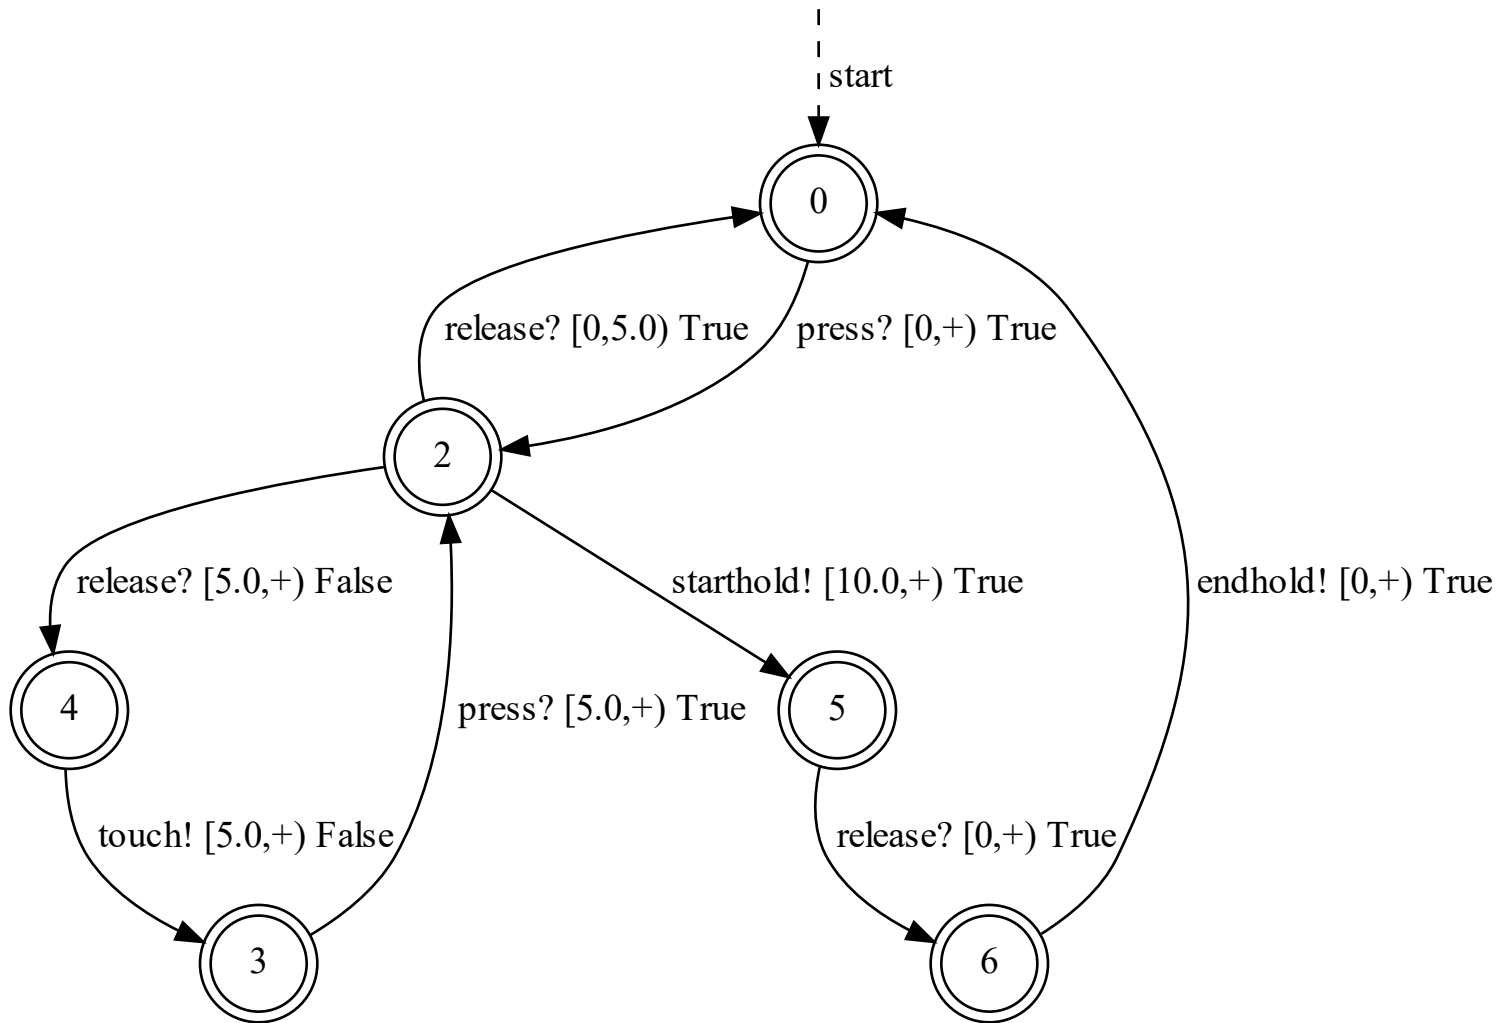 start
0
release? [0,5.0) True
press? [0,+) True
2
release? [5.0,+) False
starthold! [10.0,+) True
endhold! [0,+) True
4
press? [5.0,+) True
5
touch! [5.0,+) False
release? [0,+) True
3
6